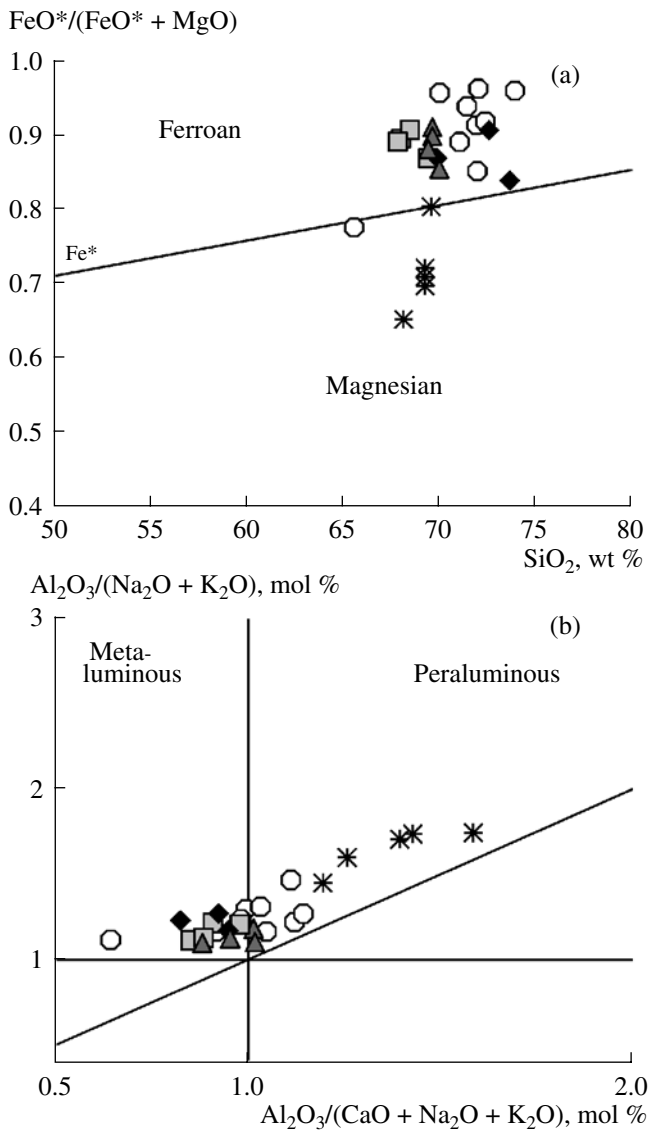 FeO*/(FeO* + MgO)
1.0
(a)
Ferroan
0.9
0.8
Fe*
0.7
0.6
Magnesian
0.5
0.4
50 55 60 65 70 75 80
SiO₂, wt %
Al₂O₃/(Na₂O + K₂O), mol %
3
(b)
Meta-
luminous
Peraluminous
2
1
0.5 1.0 2.0
Al₂O₃/(CaO + Na₂O + K₂O), mol %